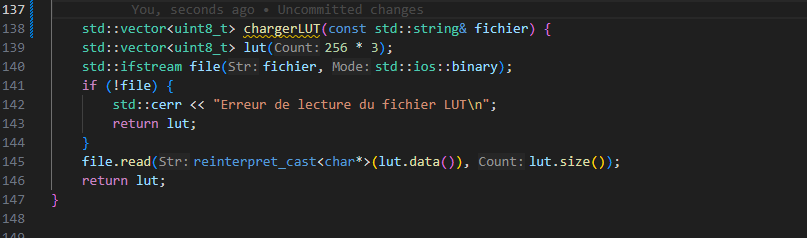 137 You, seconds ago • Uncommitted changes
138 std::vector<uint8_t> chargerLUT(const std::string& fichier) {
139 std::vector<uint8_t> lut(Count: 256 * 3);
140 std::ifstream file(Str: fichier, Mode: std::ios::binary);
141 if (!file) {
142 std::cerr << "Erreur de lecture du fichier LUT\n";
143 return lut;
144 }
145 file.read(Str: reinterpret_cast<char*>(lut.data()), Count: lut.size());
146 return lut;
147 }
148
149